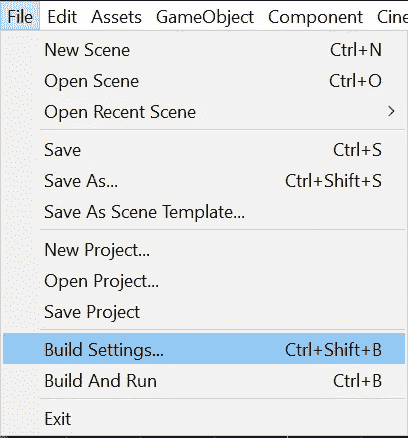 File Edit Assets GameObject Component Cine
New Scene Ctrl+N
Open Scene Ctrl+O
Open Recent Scene >
Save Ctrl+S
Save As... Ctrl+Shift+S
Save As Scene Template...
New Project...
Open Project...
Save Project
Build Settings... Ctrl+Shift+B
Build And Run Ctrl+B
Exit